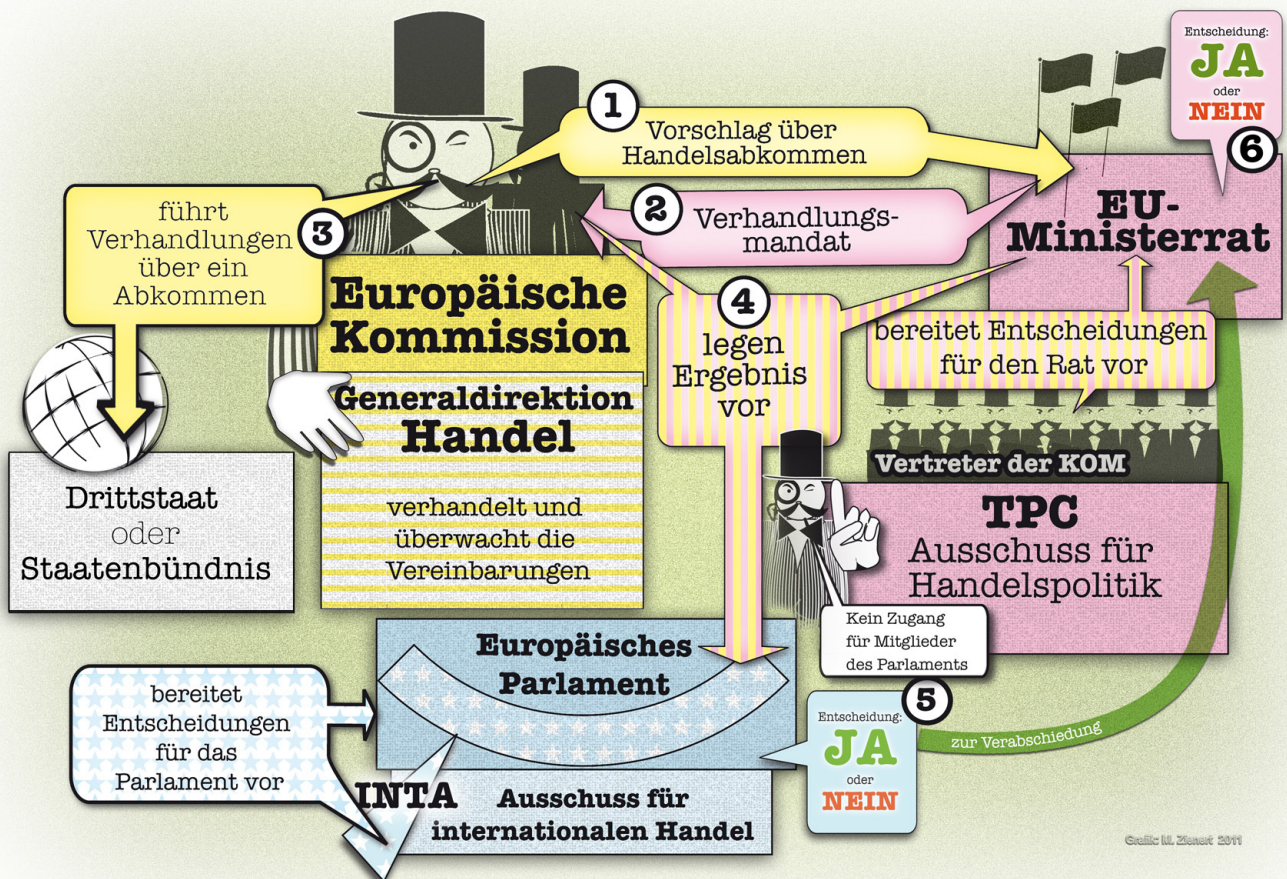 Entscheidung:
JA
oder
NEIN
6
1
Vorschlag über
Handelsabkommen
2
Verhandlungs-
mandat
EU-
Ministerrat
führt
Verhandlungen
über ein
Abkommen
3
Europäische
Kommission
4
legen
Ergebnis
vor
bereitet Entscheidungen
für den Rat vor
Generaldirektion
Handel
verhandelt und
überwacht die
Vereinbarungen
Vertreter der KOM
TPC
Ausschuss für
Handelspolitik
Drittstaat
oder
Staatenbündnis
Kein Zugang
für Mitglieder
des Parlaments
Europäisches
Parlament
bereitet
Entscheidungen
für das
Parlament vor
5
Entscheidung:
JA
oder
NEIN
zur Verabschiedung
INTA
Ausschuss für
internationalen Handel
Grafik: M. Zienert 2011